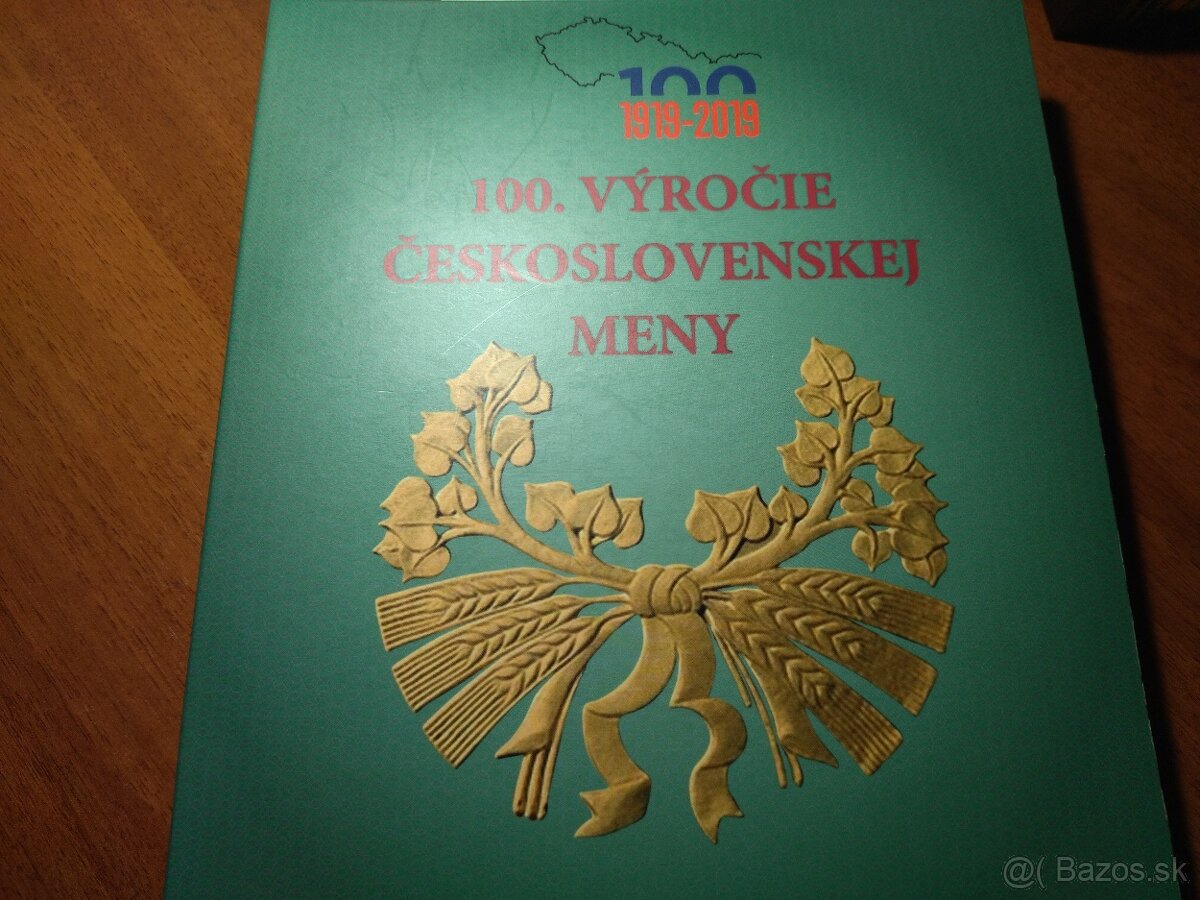 100
1919-2019
100. VÝROČIE
ČESKOSLOVENSKEJ
MENY
@( Bazos.sk